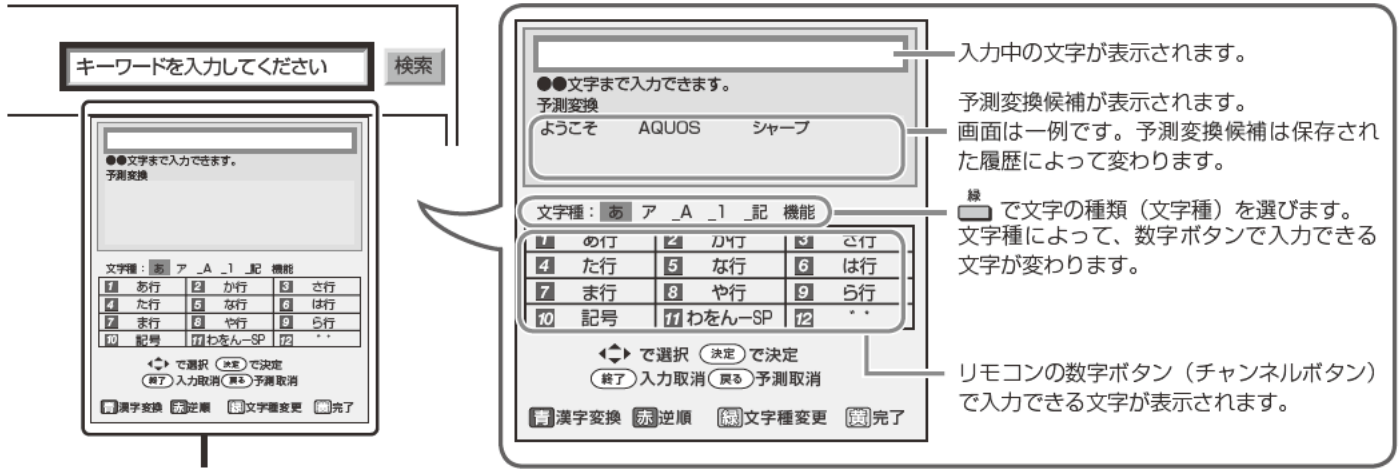 キーワードを入力してください 検索
●●文字まで入力できます。
予測変換
文字種： あ ア _A _1 _記 機能
1 あ行 2 か行 3 さ行
4 た行 5 な行 6 は行
7 ま行 8 や行 9 ら行
10 記号 11 わをんーSP 12 ゛゜
で選択 決定 で決定
終了 入力取消 戻る 予測取消
青 漢字変換 赤 逆順 緑 文字種変更 黄 完了
●●文字まで入力できます。
予測変換
ようこそ AQUOS シャープ
文字種： あ ア _A _1 _記 機能
1 あ行 2 か行 3 さ行
4 た行 5 な行 6 は行
7 ま行 8 や行 9 ら行
10 記号 11 わをんーSP 12 ゛゜
で選択 決定 で決定
終了 入力取消 戻る 予測取消
青 漢字変換 赤 逆順 緑 文字種変更 黄 完了
入力中の文字が表示されます。
予測変換候補が表示されます。
画面は一例です。予測変換候補は保存され
た履歴によって変わります。
緑
で文字の種類（文字種）を選びます。
文字種によって、数字ボタンで入力できる
文字が変わります。
リモコンの数字ボタン（チャンネルボタン）
で入力できる文字が表示されます。